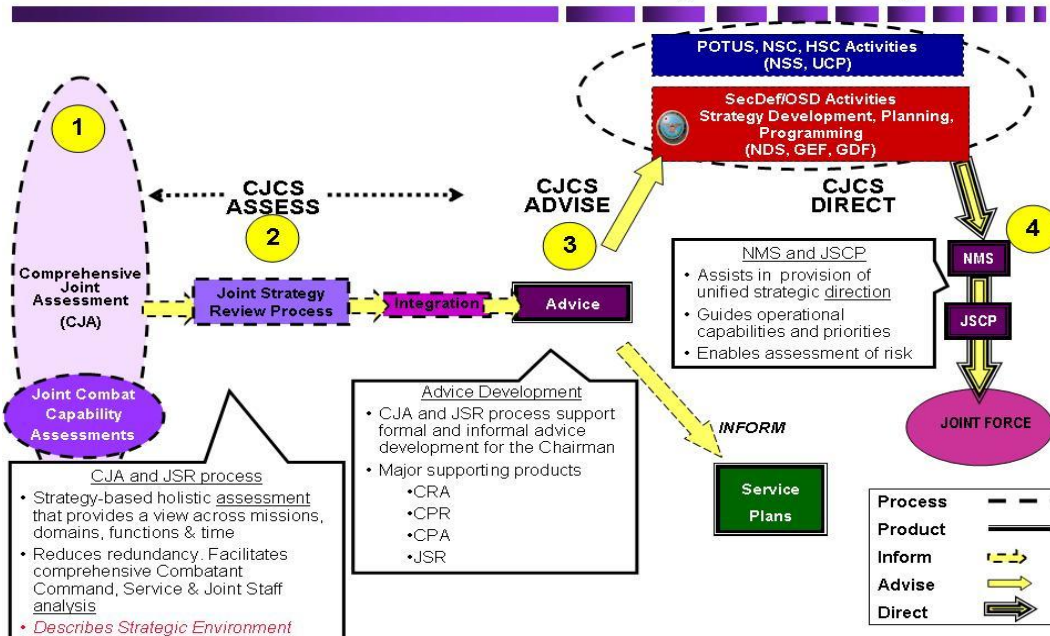 POTUS, NSC, HSC Activities
(NSS, UCP)
SecDef/OSD Activities
Strategy Development, Planning,
Programming
(NDS, GEF, GDF)
1
CJCS
ASSESS
2
CJCS
ADVISE
3
CJCS
DIRECT
4
Comprehensive
Joint
Assessment
(CJA)
Joint Strategy
Review Process
Integration
Advice
NMS and JSCP
• Assists in provision of
unified strategic direction
• Guides operational
capabilities and priorities
• Enables assessment of risk
NMS
JSCP
JOINT FORCE
Joint Combat
Capability
Assessments
CJA and JSR process
• Strategy-based holistic assessment
that provides a view across missions,
domains, functions & time
• Reduces redundancy. Facilitates
comprehensive Combatant
Command, Service & Joint Staff
analysis
• Describes Strategic Environment
Advice Development
• CJA and JSR process support
formal and informal advice
development for the Chairman
• Major supporting products
•CRA
•CPR
•CPA
•JSR
INFORM
Service
Plans
Process
Product
Inform
Advise
Direct